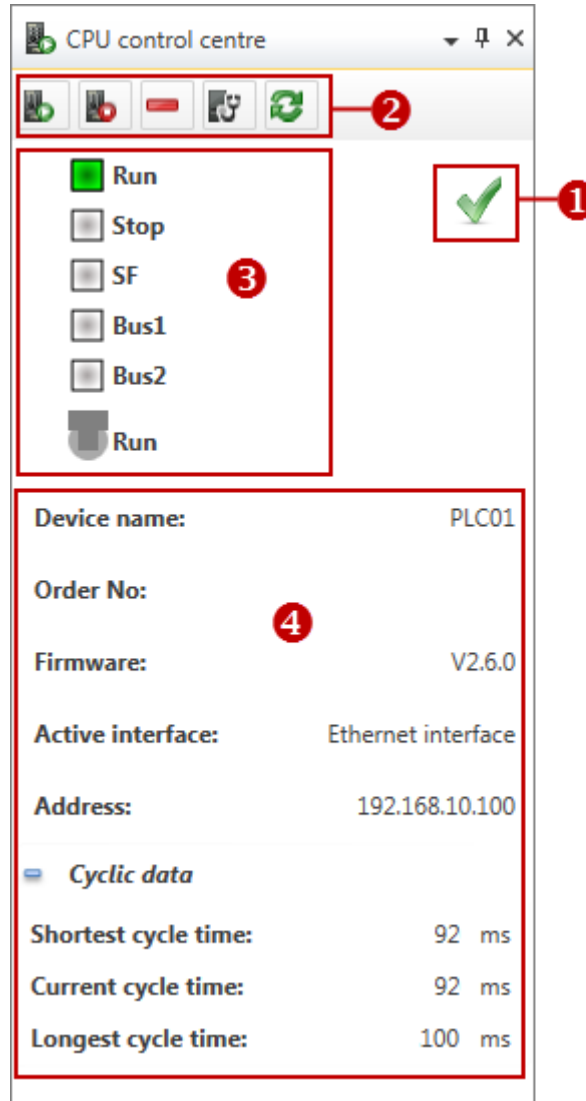 CPU control centre
2
1
Run
Stop
SF
3
Bus1
Bus2
Run
Device name: PLC01
Order No:
4
Firmware: V2.6.0
Active interface: Ethernet interface
Address: 192.168.10.100
Cyclic data
Shortest cycle time: 92 ms
Current cycle time: 92 ms
Longest cycle time: 100 ms